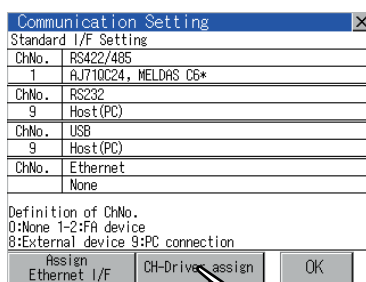 Communication Setting
Standard I/F Setting
ChNo. RS422/485
1 AJ71QC24, MELDAS C6*
ChNo. RS232
9 Host(PC)
ChNo. USB
9 Host(PC)
ChNo. Ethernet
None
Definition of ChNo.
0:None 1-2:FA device
8:External device 9:PC connection
Assign
Ethernet I/F
CH-Driver assign
OK